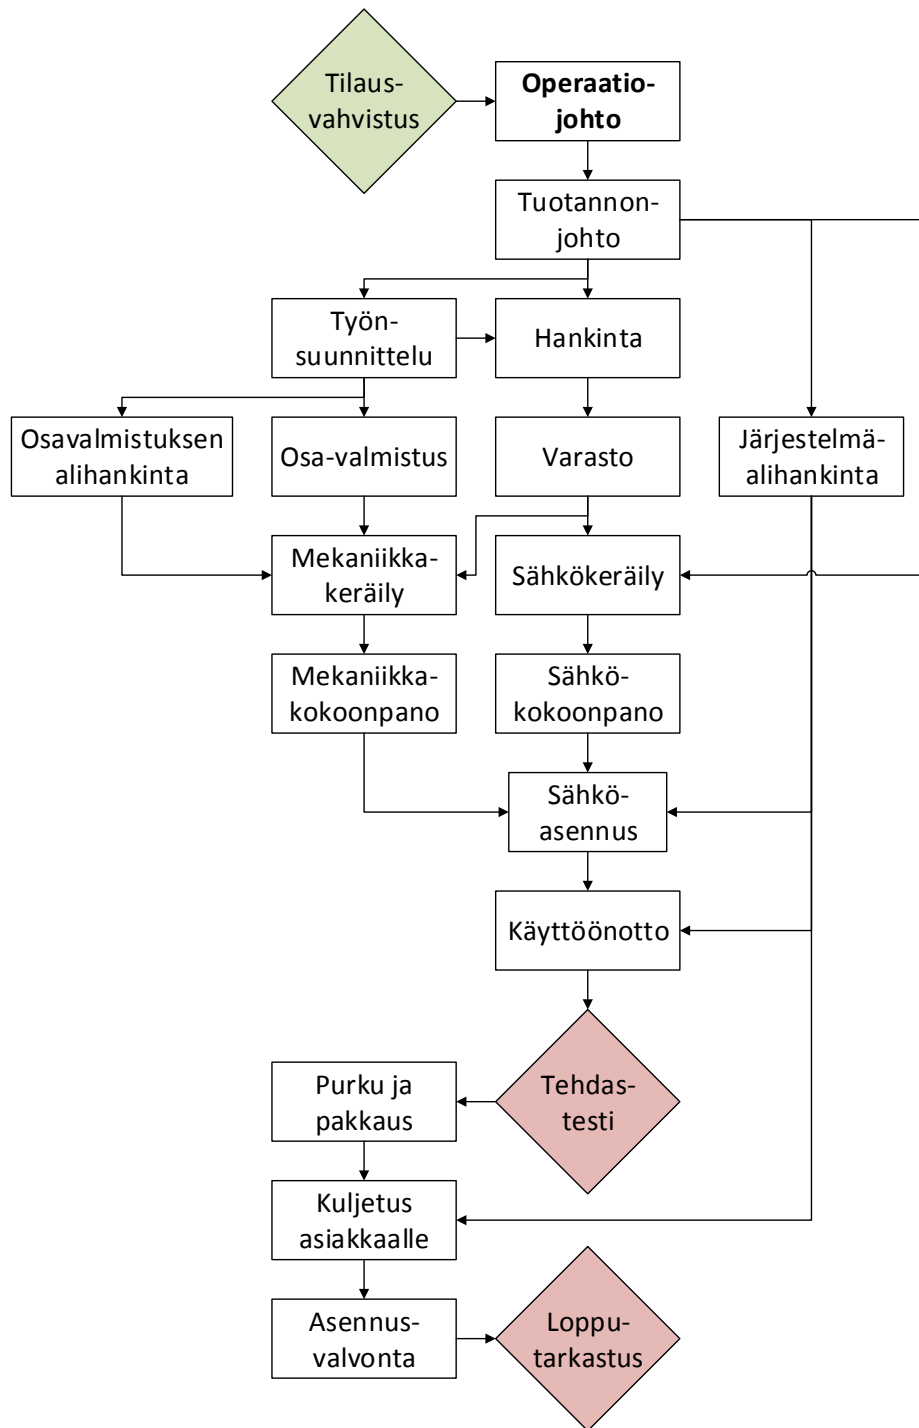 Tilaus-
vahvistus
Operaatio-
johto
Tuotannon-
johto
Työn-
suunnittelu
Hankinta
Osavalmistuksen
alihankinta
Osa-valmistus
Varasto
Järjestelmä-
alihankinta
Mekaniikka-
keräily
Sähkökeräily
Mekaniikka-
kokoonpano
Sähkö-
kokoonpano
Sähkö-
asennus
Käyttöönotto
Purku ja
pakkaus
Tehdas-
testi
Kuljetus
asiakkaalle
Asennus-
valvonta
Loppu-
tarkastus